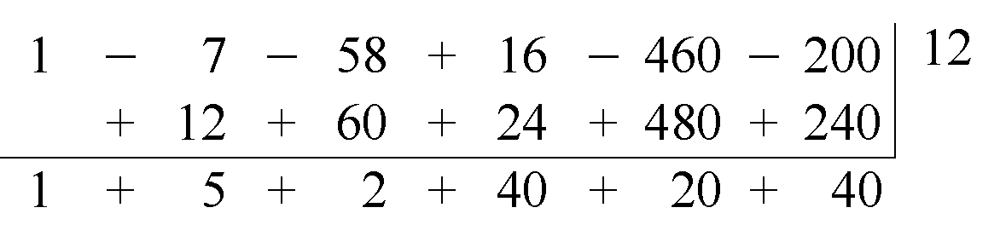 1 − 7 − 58 + 16 − 460 − 200 12
+ 12 + 60 + 24 + 480 + 240
1 + 5 + 2 + 40 + 20 + 40